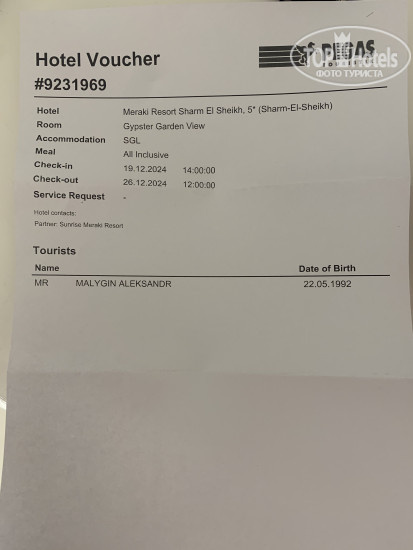 Hotel Voucher
#9231969
PEGAS
TOP Hotels
ФОТО ТУРИСТА
Hotel Meraki Resort Sharm El Sheikh, 5* (Sharm-El-Sheikh)
Room Gypster Garden View
Accommodation SGL
Meal All Inclusive
Check-in 19.12.2024 14:00:00
Check-out 26.12.2024 12:00:00
Service Request -
Hotel contacts:
Partner: Sunrise Meraki Resort
Tourists
Name Date of Birth
MR MALYGIN ALEKSANDR 22.05.1992